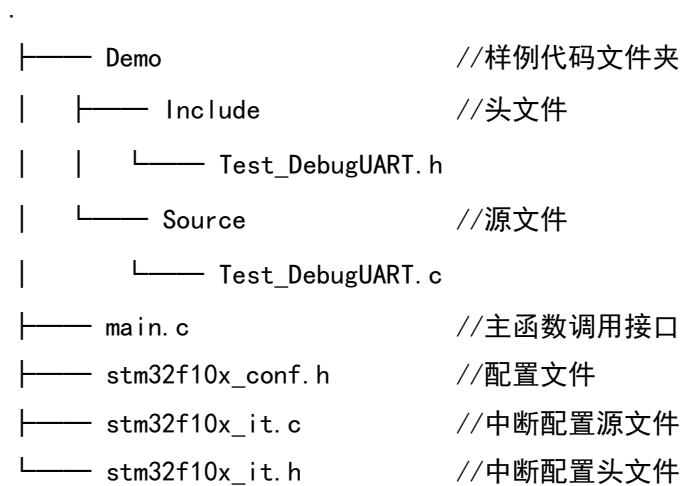 .
├── Demo //样例代码文件夹
│ ├── Include //头文件
│ │ └── Test_DebugUART.h
│ └── Source //源文件
│ └── Test_DebugUART.c
├── main.c //主函数调用接口
├── stm32f10x_conf.h //配置文件
├── stm32f10x_it.c //中断配置源文件
└── stm32f10x_it.h //中断配置头文件